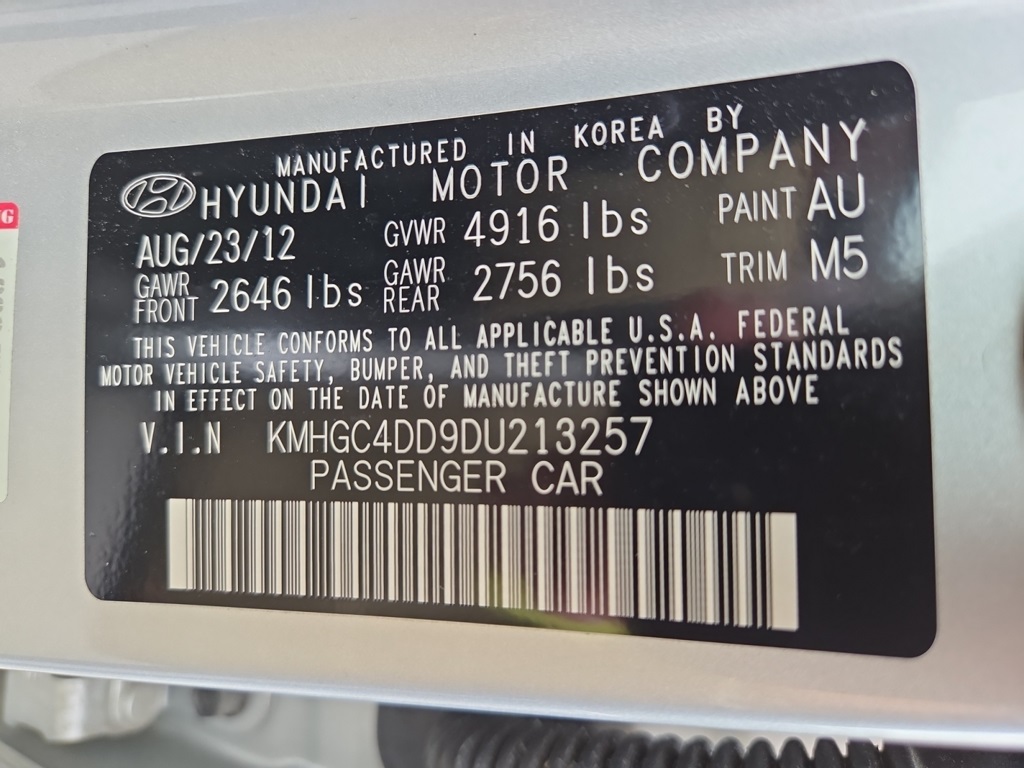 MANUFACTURED IN KOREA BY
HYUNDAI MOTOR COMPANY
AUG/23/12 GVWR 4916 lbs PAINT AU
GAWR FRONT 2646 lbs GAWR REAR 2756 lbs TRIM M5
THIS VEHICLE CONFORMS TO ALL APPLICABLE U.S.A. FEDERAL
MOTOR VEHICLE SAFETY, BUMPER, AND THEFT PREVENTION STANDARDS
IN EFFECT ON THE DATE OF MANUFACTURE SHOWN ABOVE
V.I.N KMHGC4DD9DU213257
PASSENGER CAR